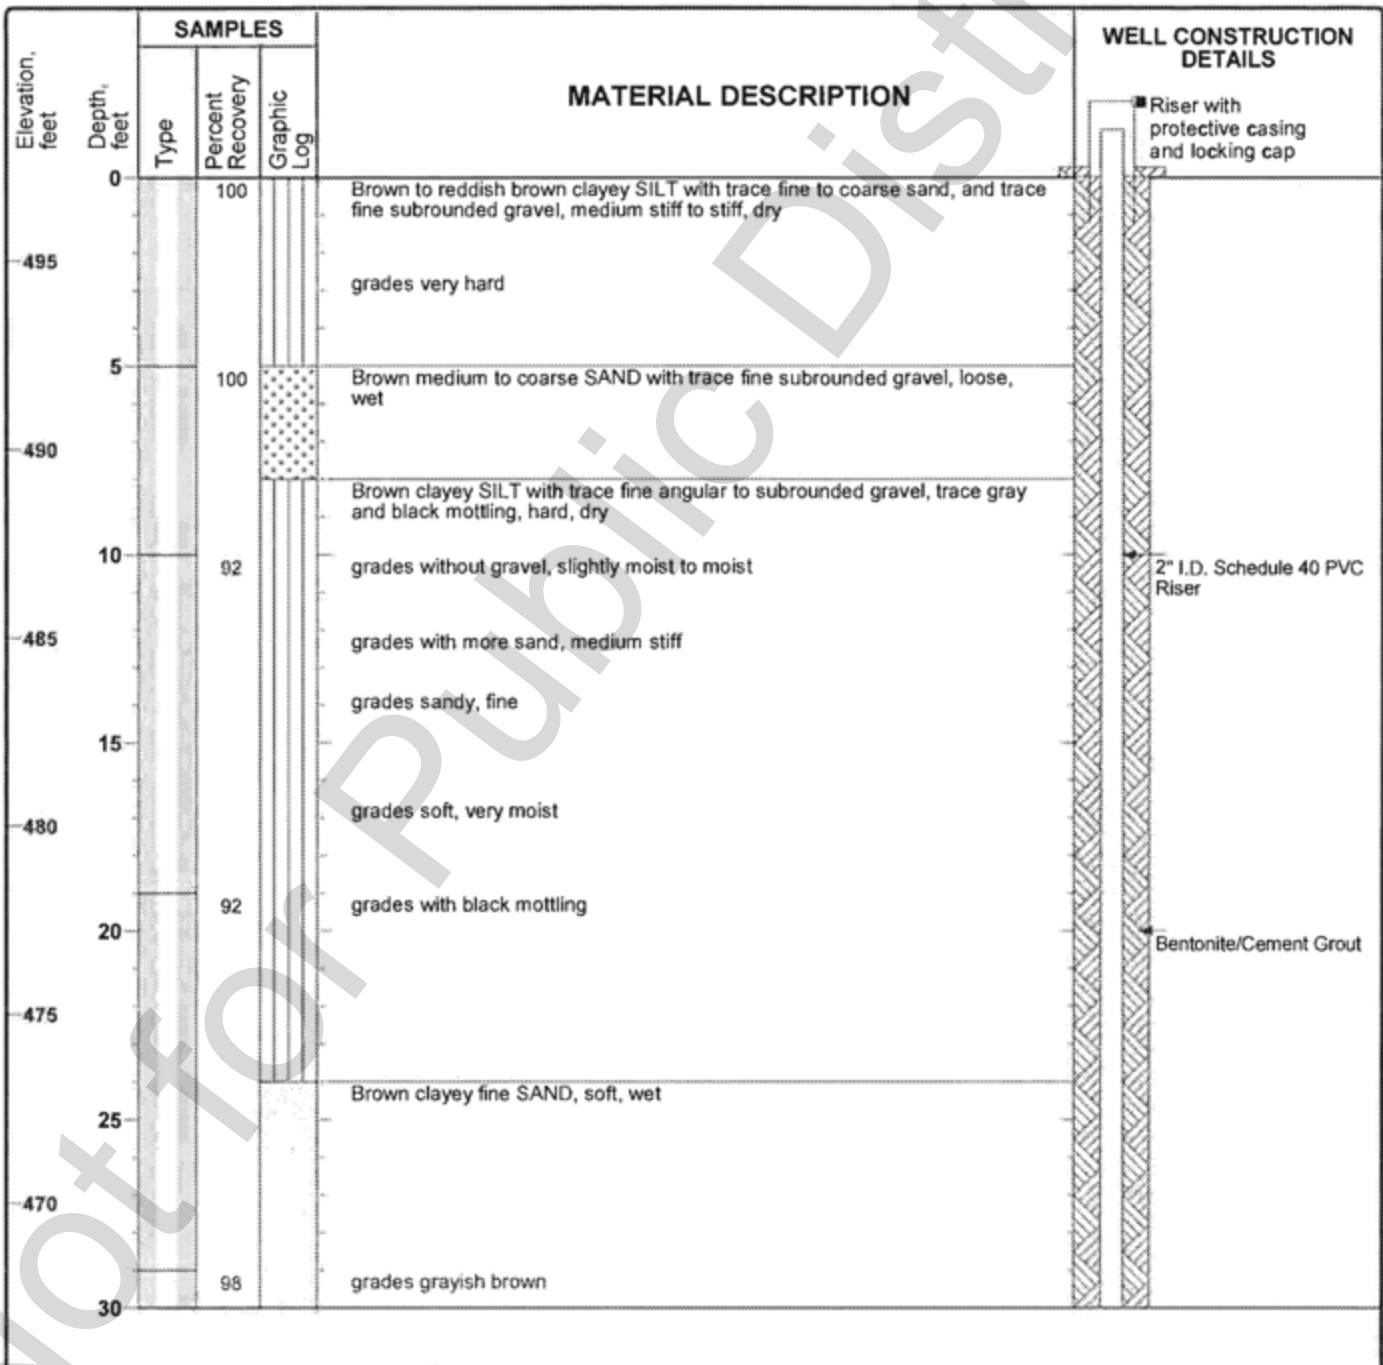 SAMPLES
Elevation,
feet
Depth,
feet
Type
Percent
Recovery
Graphic
Log
MATERIAL DESCRIPTION
WELL CONSTRUCTION
DETAILS
Riser with
protective casing
and locking cap
0
100
Brown to reddish brown clayey SILT with trace fine to coarse sand, and trace
fine subrounded gravel, medium stiff to stiff, dry
495
grades very hard
5
100
Brown medium to coarse SAND with trace fine subrounded gravel, loose,
wet
490
Brown clayey SILT with trace fine angular to subrounded gravel, trace gray
and black mottling, hard, dry
10
92
grades without gravel, slightly moist to moist
2" I.D. Schedule 40 PVC
Riser
485
grades with more sand, medium stiff
grades sandy, fine
15
480
grades soft, very moist
92
grades with black mottling
20
Bentonite/Cement Grout
475
Brown clayey fine SAND, soft, wet
25
470
98
grades grayish brown
30
not for Public Distr